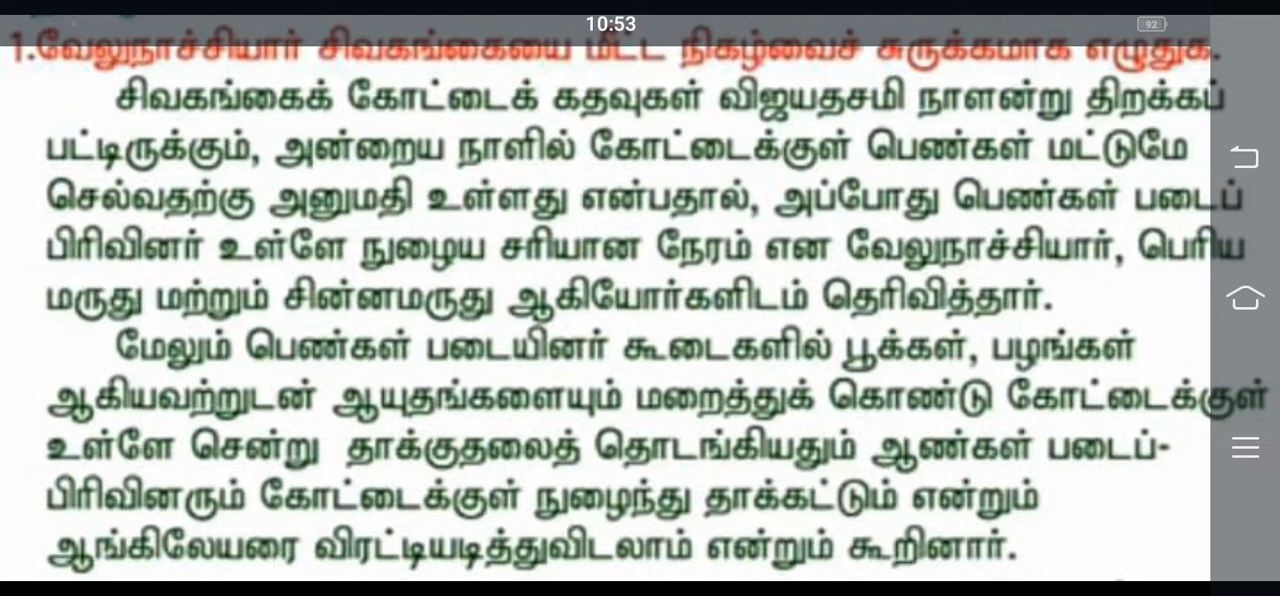 10:53
92
1.வேலுநாச்சியார் சிவகங்கையை மீட்ட நிகழ்வைச் சுருக்கமாக எழுதுக.
சிவகங்கைக் கோட்டைக் கதவுகள் விஜயதசமி நாளன்று திறக்கப்
பட்டிருக்கும், அன்றைய நாளில் கோட்டைக்குள் பெண்கள் மட்டுமே
செல்வதற்கு அனுமதி உள்ளது என்பதால், அப்போது பெண்கள் படைப்
பிரிவினர் உள்ளே நுழைய சரியான நேரம் என வேலுநாச்சியார், பெரிய
மருது மற்றும் சின்னமருது ஆகியோர்களிடம் தெரிவித்தார்.
மேலும் பெண்கள் படையினர் கூடைகளில் பூக்கள், பழங்கள்
ஆகியவற்றுடன் ஆயுதங்களையும் மறைத்துக் கொண்டு கோட்டைக்குள்
உள்ளே சென்று தாக்குதலைத் தொடங்கியதும் ஆண்கள் படைப்-
பிரிவினரும் கோட்டைக்குள் நுழைந்து தாக்கட்டும் என்றும்
ஆங்கிலேயரை விரட்டியடித்துவிடலாம் என்றும் கூறினார்.